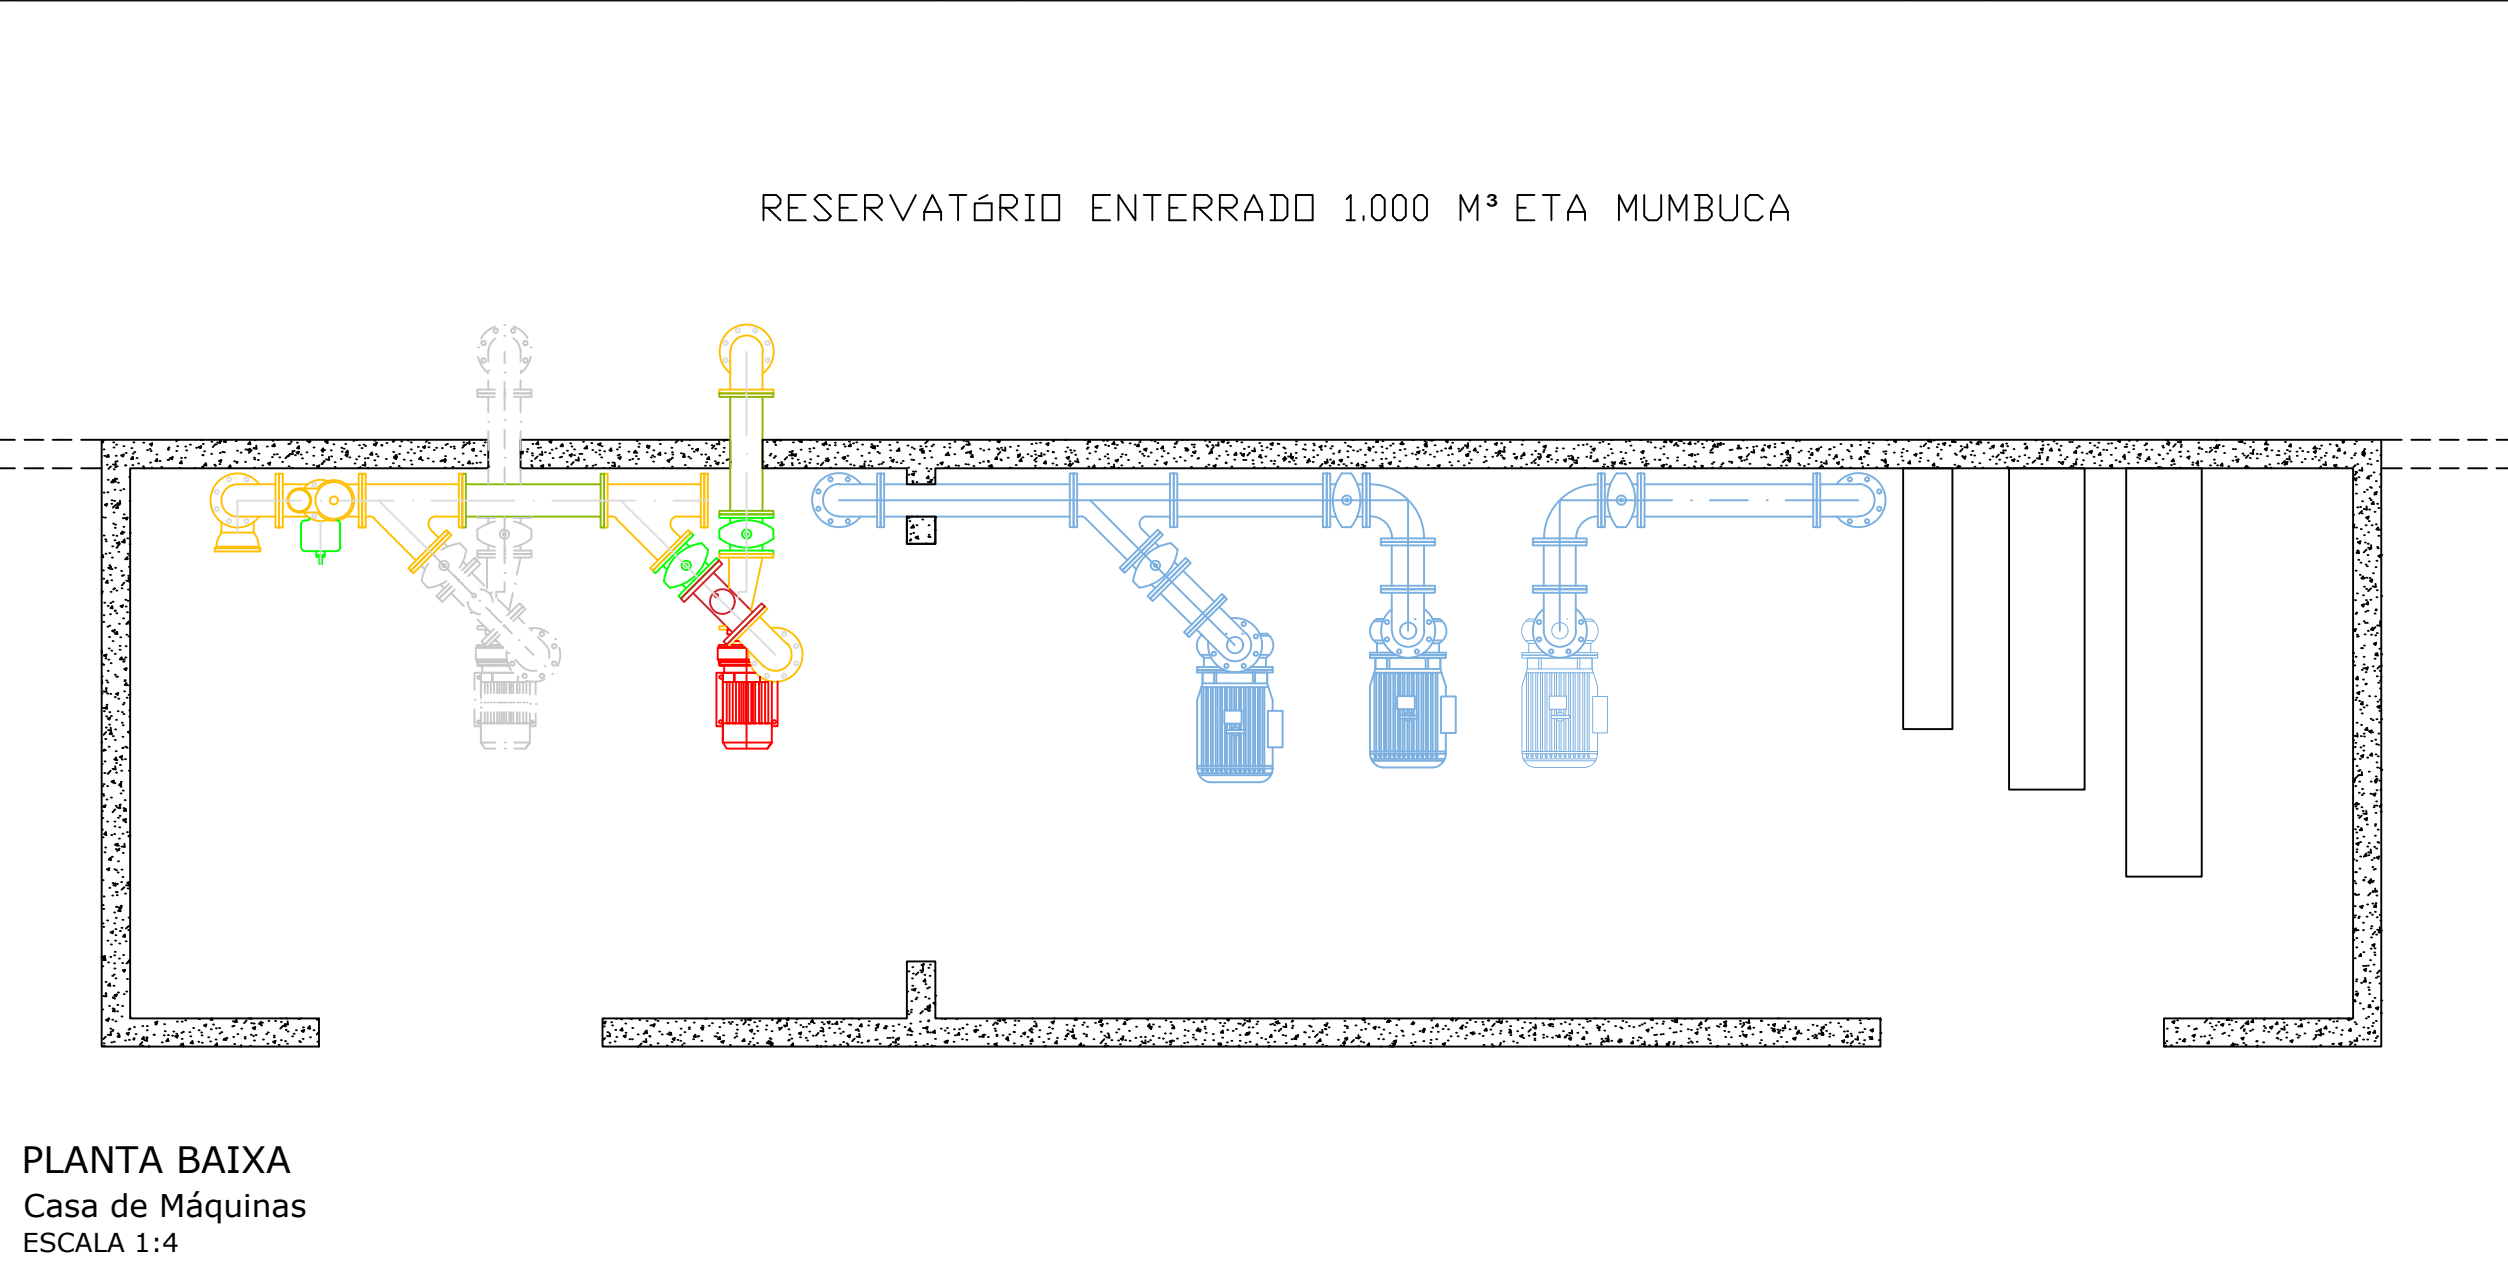 RESERVATóRIO ENTERRADO 1.000 M³ ETA MUMBUCA
PLANTA BAIXA
Casa de Máquinas
ESCALA 1:4